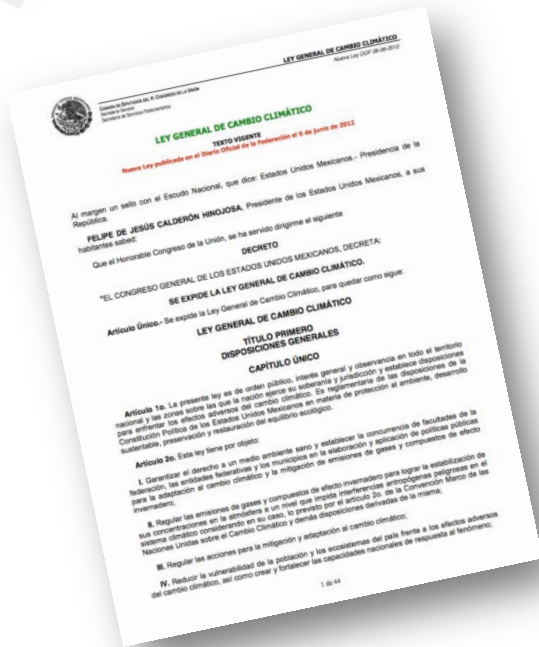 LEY GENERAL DE CAMBIO CLIMÁTICO
Nueva Ley DOF 06-06-2012
CÁMARA DE DIPUTADOS DEL H. CONGRESO DE LA UNIÓN
Secretaría General
Secretaría de Servicios Parlamentarios
LEY GENERAL DE CAMBIO CLIMÁTICO
TEXTO VIGENTE
Nueva Ley publicada en el Diario Oficial de la Federación el 6 de junio de 2012
Al margen un sello con el Escudo Nacional, que dice: Estados Unidos Mexicanos.- Presidencia de la
República.
FELIPE DE JESÚS CALDERÓN HINOJOSA, Presidente de los Estados Unidos Mexicanos, a sus
habitantes sabed:
Que el Honorable Congreso de la Unión, se ha servido dirigirme el siguiente
DECRETO
"EL CONGRESO GENERAL DE LOS ESTADOS UNIDOS MEXICANOS, DECRETA:
SE EXPIDE LA LEY GENERAL DE CAMBIO CLIMÁTICO.
Artículo Único.- Se expide la Ley General de Cambio Climático, para quedar como sigue:
LEY GENERAL DE CAMBIO CLIMÁTICO
TÍTULO PRIMERO
DISPOSICIONES GENERALES
CAPÍTULO ÚNICO
Artículo 1o. La presente ley es de orden público, interés general y observancia en todo el territorio
nacional y las zonas sobre las que la nación ejerce su soberanía y jurisdicción y establece disposiciones
para enfrentar los efectos adversos del cambio climático. Es reglamentaria de las disposiciones de la
Constitución Política de los Estados Unidos Mexicanos en materia de protección al ambiente, desarrollo
sustentable, preservación y restauración del equilibrio ecológico.
Artículo 2o. Esta ley tiene por objeto:
I. Garantizar el derecho a un medio ambiente sano y establecer la concurrencia de facultades de la
federación, las entidades federativas y los municipios en la elaboración y aplicación de políticas públicas
para la adaptación al cambio climático y la mitigación de emisiones de gases y compuestos de efecto
invernadero;
II. Regular las emisiones de gases y compuestos de efecto invernadero para lograr la estabilización de
sus concentraciones en la atmósfera a un nivel que impida interferencias antropógenas peligrosas en el
sistema climático considerando en su caso, lo previsto por el artículo 2o. de la Convención Marco de las
Naciones Unidas sobre el Cambio Climático y demás disposiciones derivadas de la misma;
III. Regular las acciones para la mitigación y adaptación al cambio climático;
IV. Reducir la vulnerabilidad de la población y los ecosistemas del país frente a los efectos adversos
del cambio climático, así como crear y fortalecer las capacidades nacionales de respuesta al fenómeno;
1 de 44